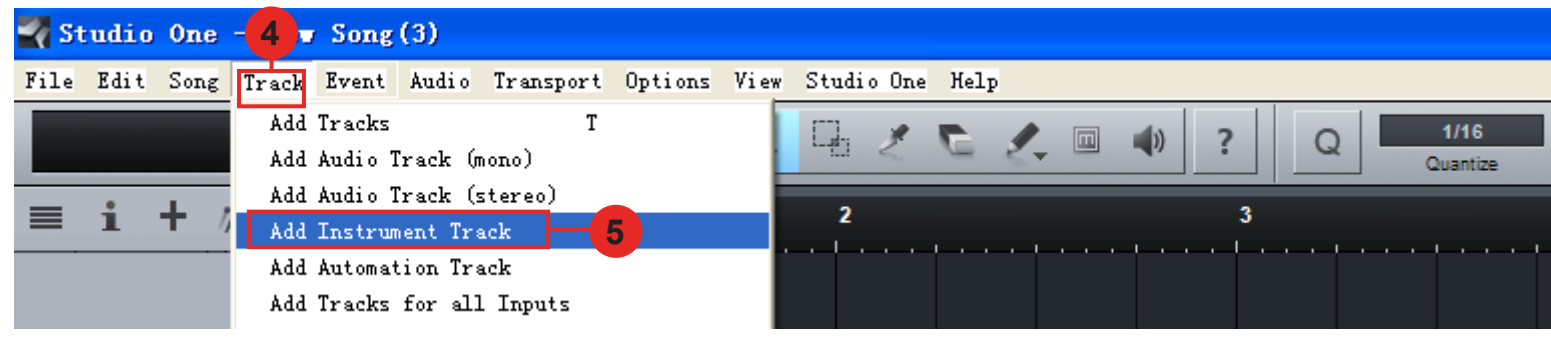 Studio One - Song(3)
4
File Edit Song Track Event Audio Transport Options View Studio One Help
Add Tracks T
Add Audio Track (mono)
Add Audio Track (stereo)
Add Instrument Track
5
Add Automation Track
Add Tracks for all Inputs
? Q 1/16
Quantize
i + 2 3